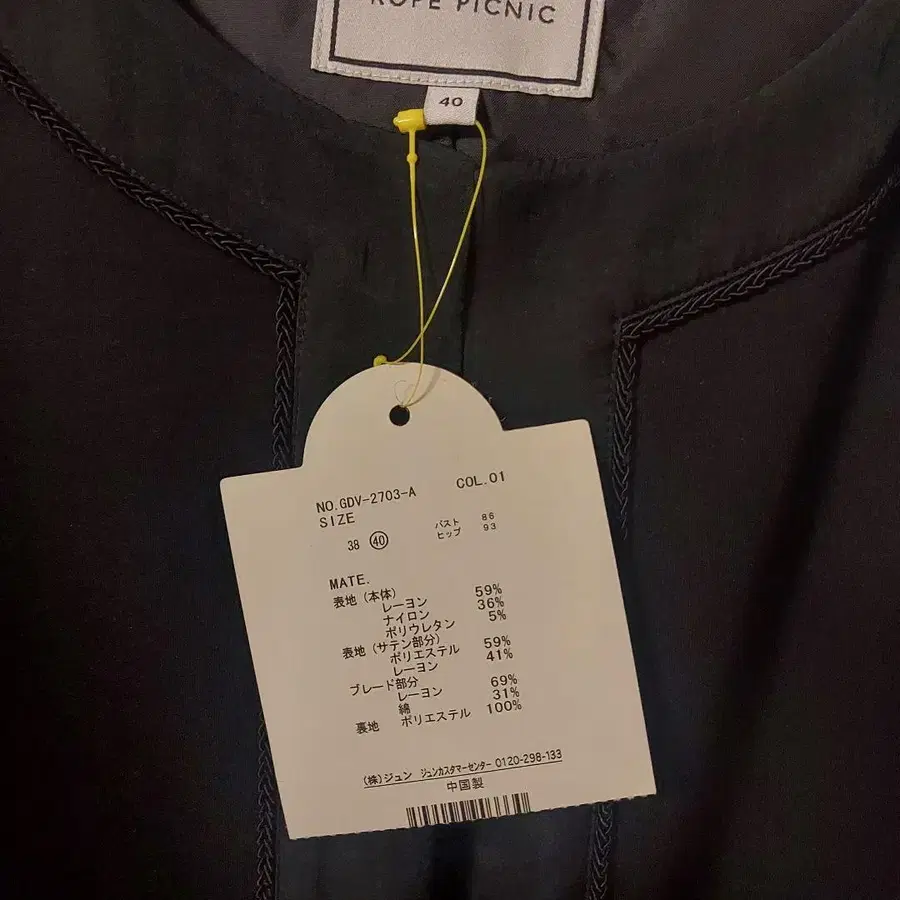 ROPE PICNIC
40
NO.GDV-2703-A COL.01
SIZE
38 ㊵ バスト 86
ヒップ 93
MATE.
表地(本体)
レーヨン 59%
ナイロン 36%
ポリウレタン 5%
表地(サテン部分)
ポリエステル 59%
レーヨン 41%
ブレード部分
レーヨン 69%
綿 31%
裏地 ポリエステル 100%
(株)ジュン ジュンカスタマーセンター 0120-298-133
中国製